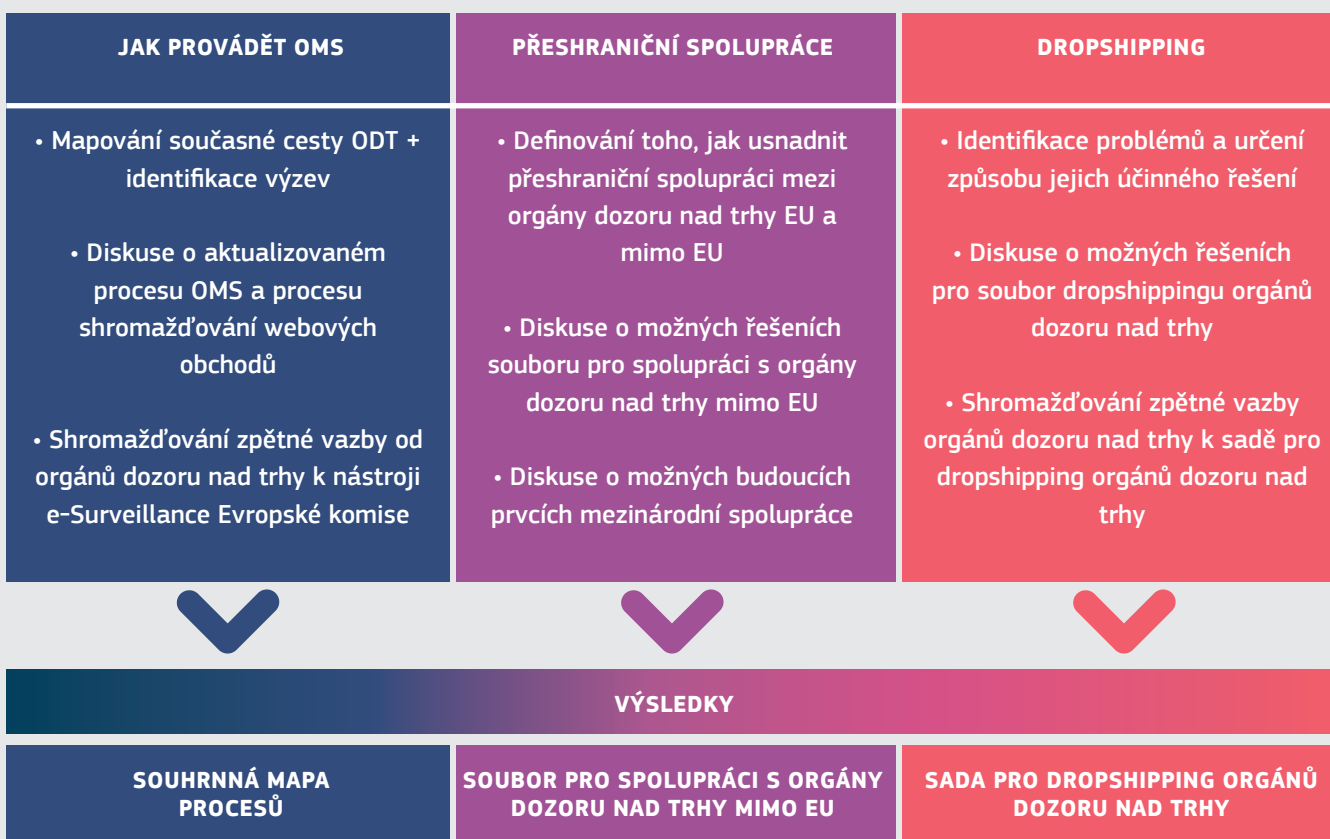 JAK PROVÁDĚT OMS
• Mapování současné cesty ODT +
identifikace výzev
• Diskuse o aktualizovaném
procesu OMS a procesu
shromažďování webových
obchodů
• Shromažďování zpětné vazby od
orgánů dozoru nad trhy k nástroji
e-Surveillance Evropské komise
PŘESHRANIČNÍ SPOLUPRÁCE
• Definování toho, jak usnadnit
přeshraniční spolupráci mezi
orgány dozoru nad trhy EU a
mimo EU
• Diskuse o možných řešeních
souboru pro spolupráci s orgány
dozoru nad trhy mimo EU
• Diskuse o možných budoucích
prvcích mezinárodní spolupráce
DROPSHIPPING
• Identifikace problémů a určení
způsobu jejich účinného řešení
• Diskuse o možných řešeních
pro soubor dropshippingu orgánů
dozoru nad trhy
• Shromažďování zpětné vazby
orgánů dozoru nad trhy k sadě pro
dropshipping orgánů dozoru nad
trhy
VÝSLEDKY
SOUHRNNÁ MAPA
PROCESŮ
SOUBOR PRO SPOLUPRÁCI S ORGÁNY
DOZORU NAD TRHY MIMO EU
SADA PRO DROPSHIPPING ORGÁNŮ
DOZORU NAD TRHY